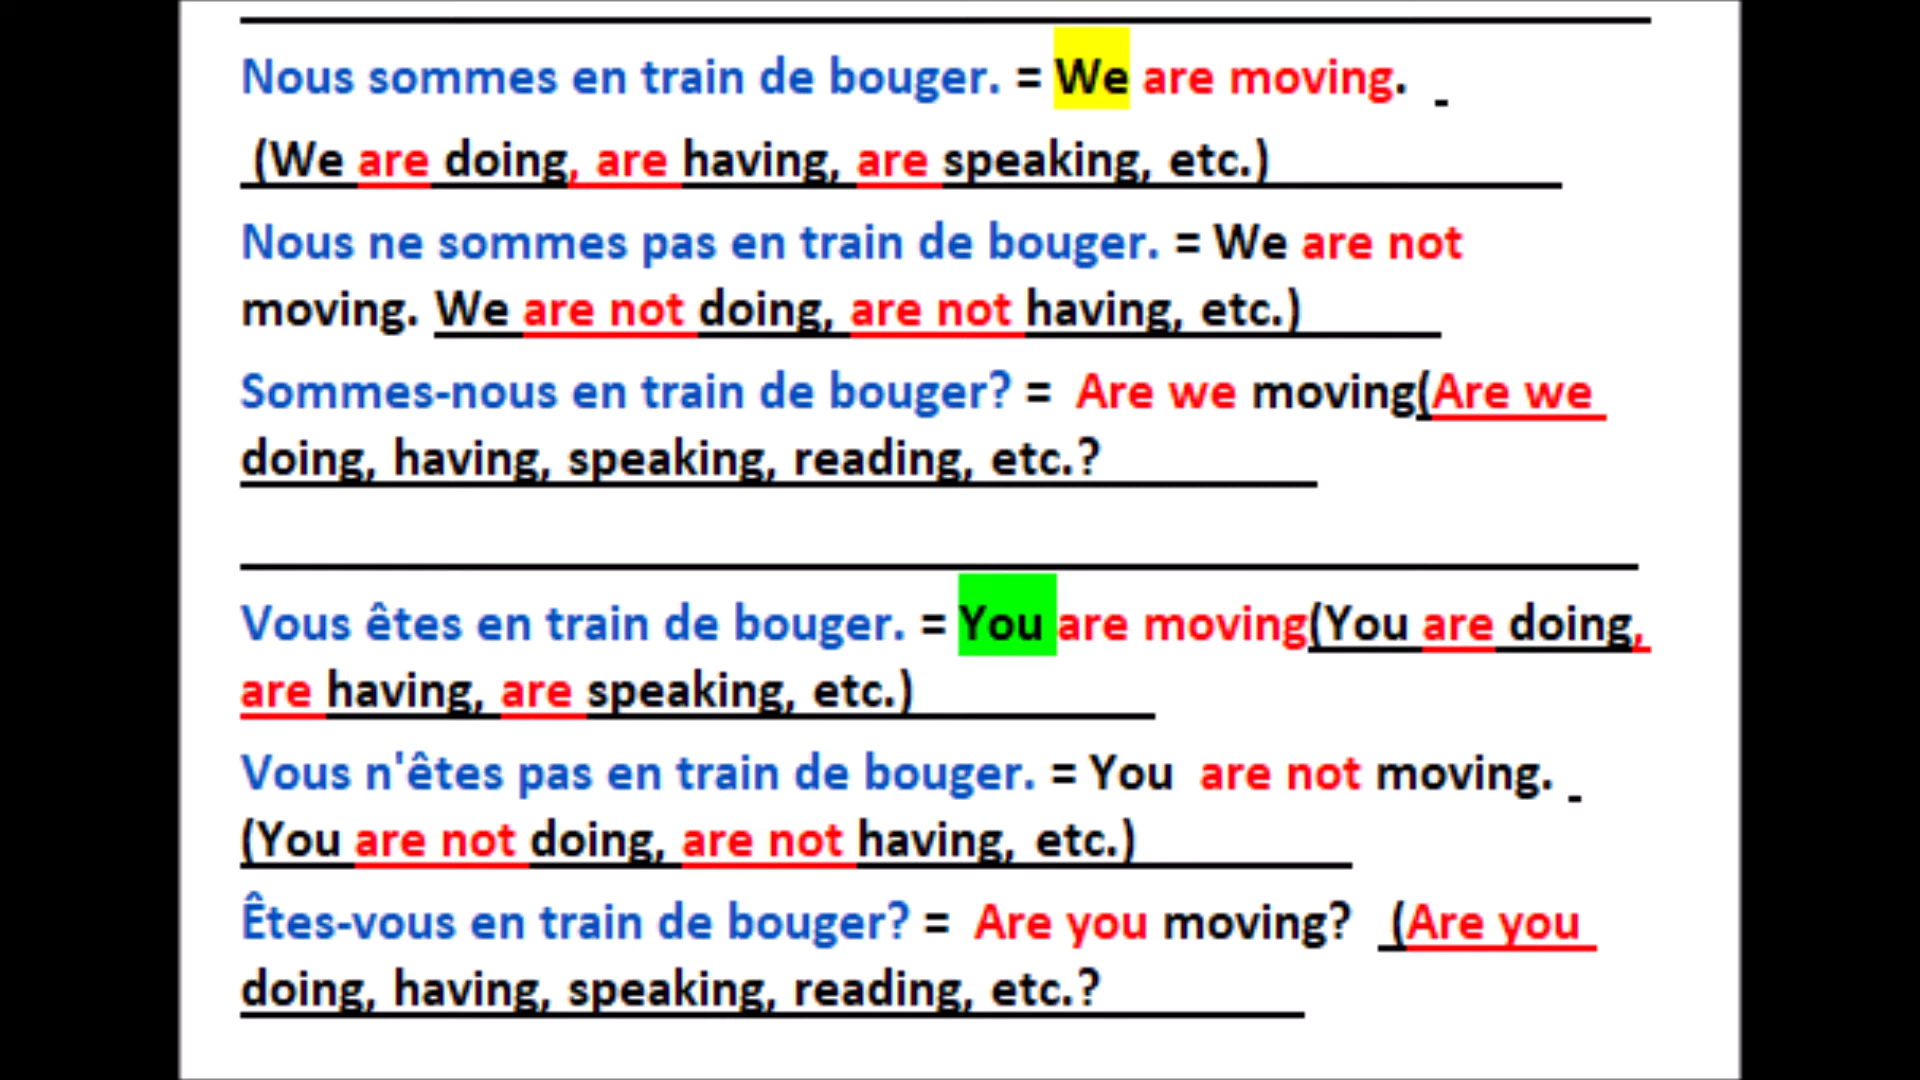 Nous sommes en train de bouger. = We are moving.
(We are doing, are having, are speaking, etc.)
Nous ne sommes pas en train de bouger. = We are not
moving. We are not doing, are not having, etc.)
Sommes-nous en train de bouger? = Are we moving(Are we
doing, having, speaking, reading, etc.?
Vous êtes en train de bouger. = You are moving(You are doing,
are having, are speaking, etc.)
Vous n'êtes pas en train de bouger. = You are not moving.
(You are not doing, are not having, etc.)
Êtes-vous en train de bouger? = Are you moving? (Are you
doing, having, speaking, reading, etc.?